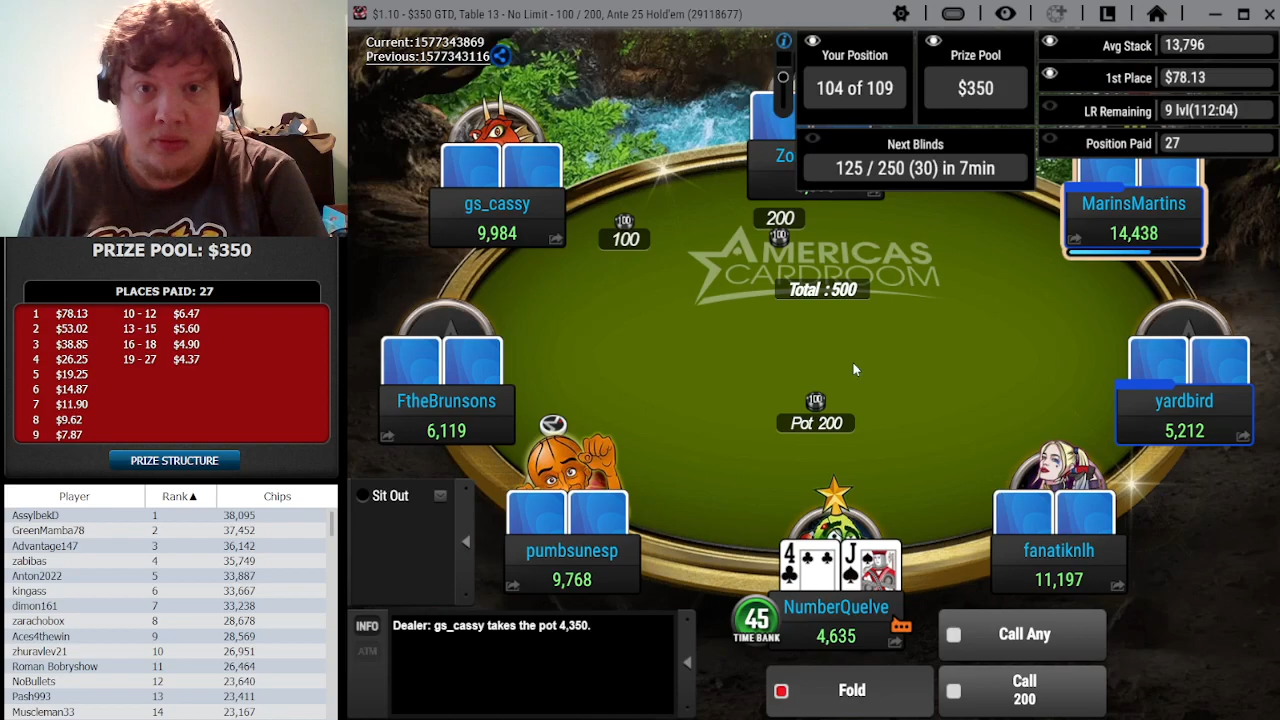 $1.10 - $350 GTD, Table 13 - No Limit - 100 / 200, Ante 25 Hold'em (29118677)
Current:1577343869
Previous:1577343116
Your Position
104 of 109
Prize Pool
$350
Next Blinds
125 / 250 (30) in 7min
Avg Stack 13,796
1st Place $78.13
LR Remaining 9 lvl(112:04)
Position Paid 27
PRIZE POOL: $350
PLACES PAID: 27
1 $78.13 10 - 12 $6.47
2 $53.02 13 - 15 $5.60
3 $38.85 16 - 18 $4.90
4 $26.25 19 - 27 $4.37
5 $19.25
6 $14.87
7 $11.90
8 $9.62
9 $7.87
PRIZE STRUCTURE
Player Rank▲ Chips
AssylbekD 1 38,095
GreenMamba78 2 37,452
Advantage147 3 36,142
zabibas 4 35,749
Anton2022 5 33,887
kingass 6 33,667
dimon161 7 33,238
zarachobox 8 28,678
Aces4thewin 9 28,569
zhuravlev21 10 26,951
Roman Bobryshow 11 26,464
NoBullets 12 23,640
Pash993 13 23,411
Muscleman33 14 23,167
gs_cassy
9,984
Zo
MarinsMartins
14,438
100
100
200
100
AMERICAS
CARDROOM
Total : 500
FtheBrunsons
6,119
yardbird
5,212
100
Pot 200
Sit Out
pumbsunesp
9,768
4
J
fanatiknlh
11,197
NumberQuelve
4,635
45
TIME BANK
INFO
ATM
Dealer: gs_cassy takes the pot 4,350.
Call Any
Fold
Call
200